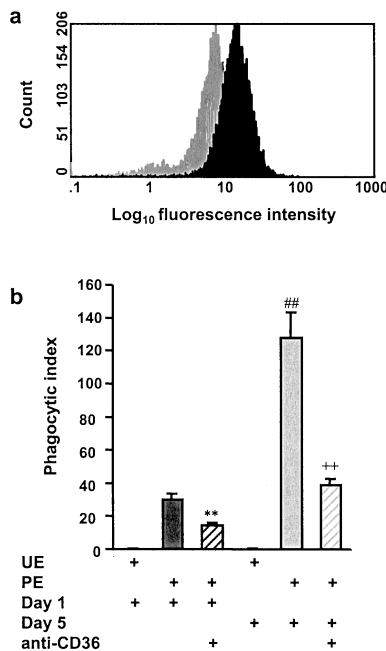 a
Count
0 51 103 154 206
.1 1 10 100 1000
Log10 fluorescence intensity
b
Phagocytic index
160
140
120
100
80
60
40
20
0
**
##
++
UE + +
PE + + + +
Day 1 + + +
Day 5 + + +
anti-CD36 + +